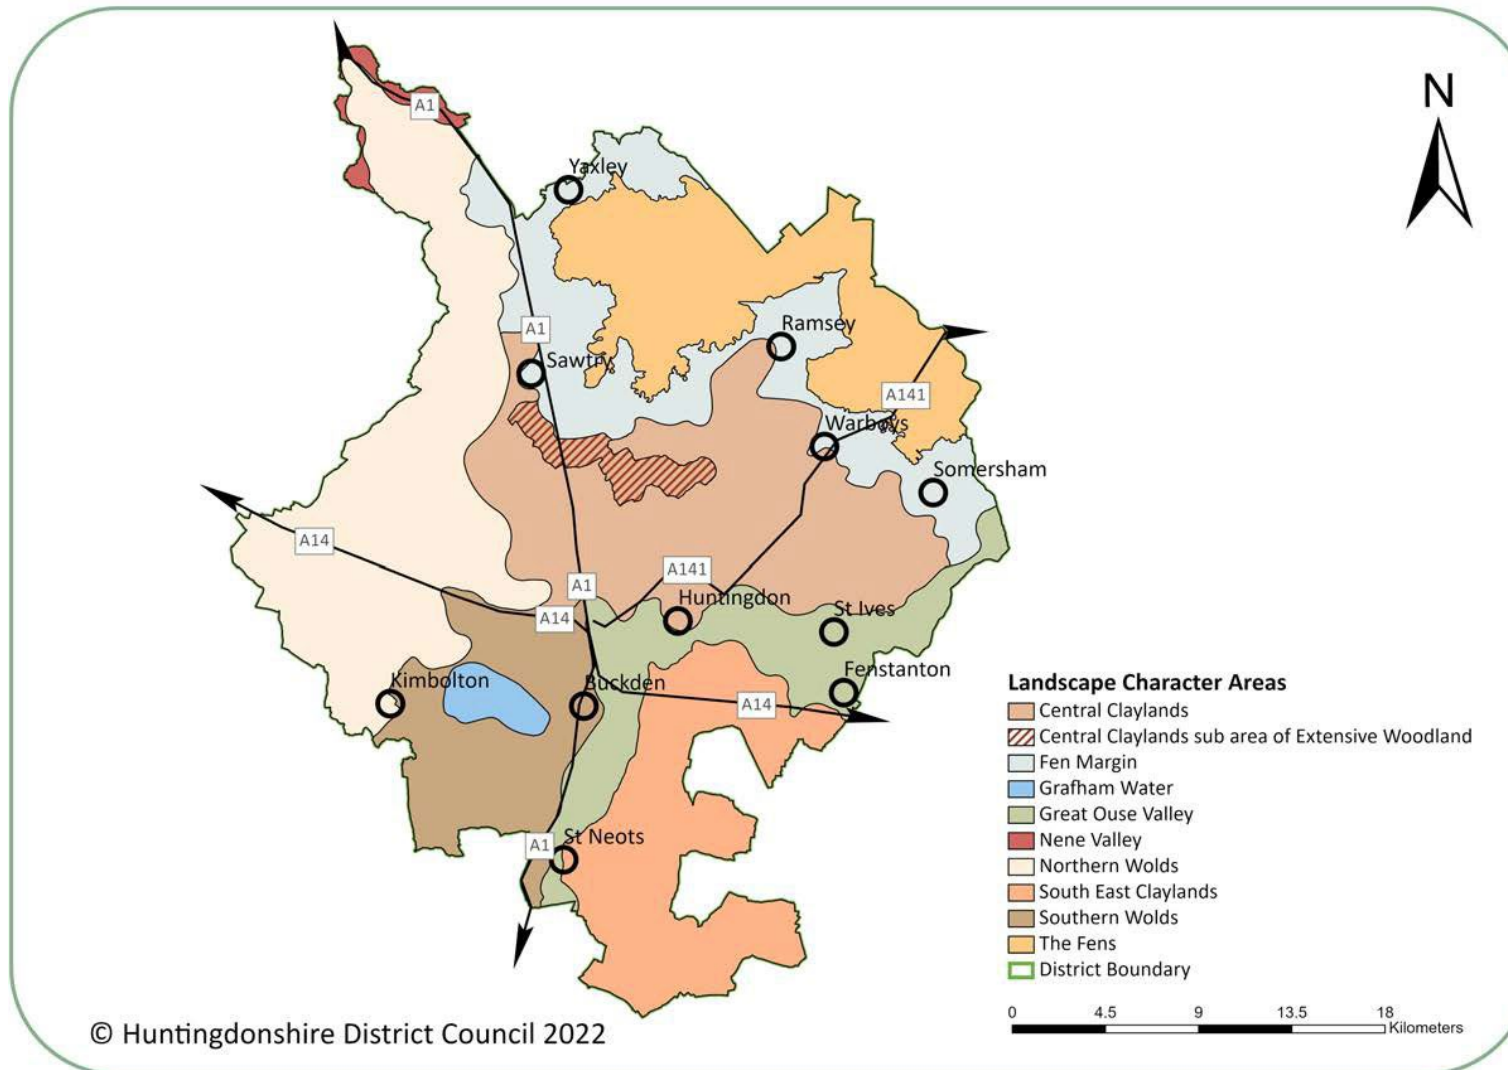 N
A1
Yaxley
A1
Ramsey
Sawtry
A141
Warboys
Somersham
A14
A141
A1
Huntingdon
St Ives
A14
Fenstanton
Kimbolton
Buckden
A14
A1
St Neots
Landscape Character Areas
Central Claylands
Central Claylands sub area of Extensive Woodland
Fen Margin
Grafham Water
Great Ouse Valley
Nene Valley
Northern Wolds
South East Claylands
Southern Wolds
The Fens
District Boundary
0 4.5 9 13.5 18
Kilometers
© Huntingdonshire District Council 2022